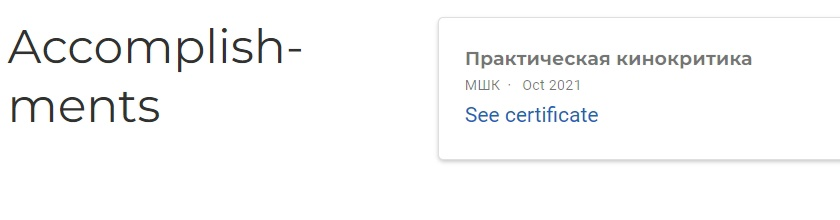 Accomplish-
ments
Практическая кинокритика
МШК · Oct 2021
See certificate